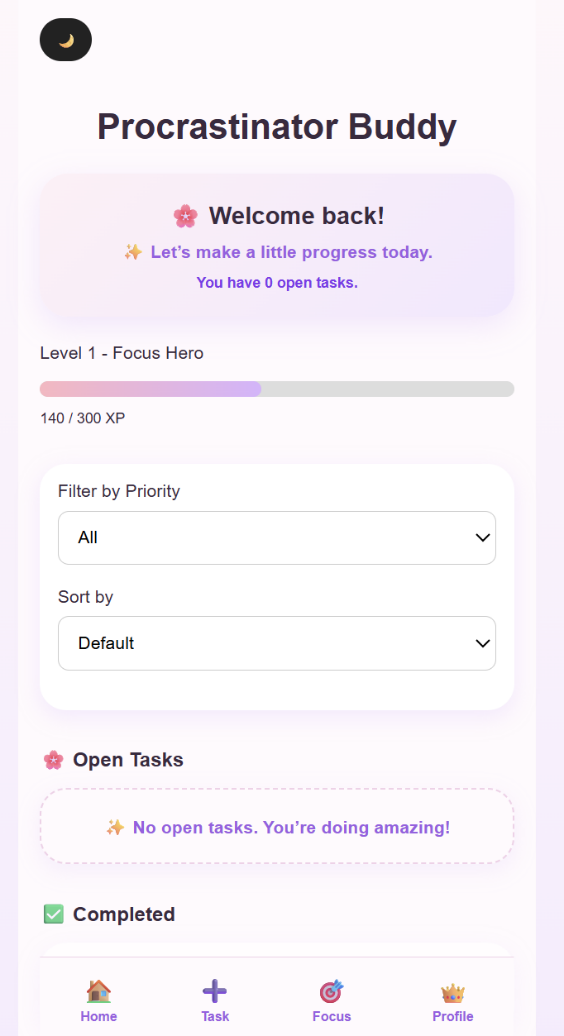 Procrastinator Buddy
🌸 Welcome back!
✨ Let’s make a little progress today.
You have 0 open tasks.
Level 1 - Focus Hero
140 / 300 XP
Filter by Priority
All
Sort by
Default
🌸 Open Tasks
✨ No open tasks. You’re doing amazing!
✅ Completed
Home
Task
Focus
Profile